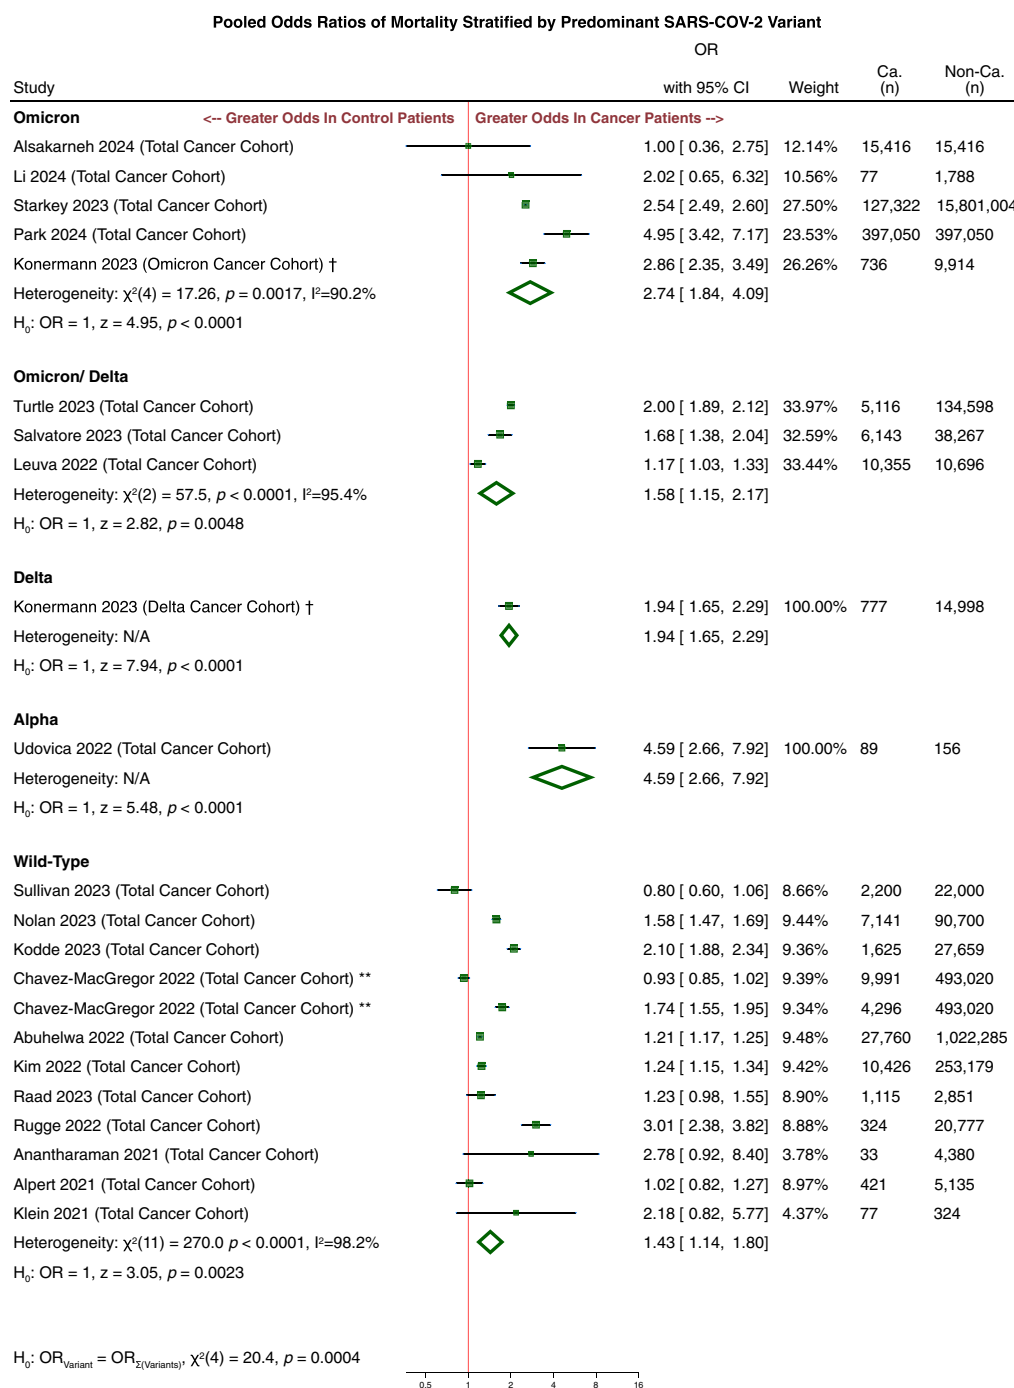 Pooled Odds Ratios of Mortality Stratified by Predominant SARS-COV-2 Variant
OR
Ca. Non-Ca.
Study with 95% CI Weight (n) (n)
Omicron <-- Greater Odds In Control Patients Greater Odds In Cancer Patients -->
Alsakarneh 2024 (Total Cancer Cohort) 1.00 [ 0.36, 2.75] 12.14% 15,416 15,416
Li 2024 (Total Cancer Cohort) 2.02 [ 0.65, 6.32] 10.56% 77 1,788
Starkey 2023 (Total Cancer Cohort) 2.54 [ 2.49, 2.60] 27.50% 127,322 15,801,004
Park 2024 (Total Cancer Cohort) 4.95 [ 3.42, 7.17] 23.53% 397,050 397,050
Konermann 2023 (Omicron Cancer Cohort) † 2.86 [ 2.35, 3.49] 26.26% 736 9,914
Heterogeneity: χ²(4) = 17.26, p = 0.0017, I²=90.2% 2.74 [ 1.84, 4.09]
H₀: OR = 1, z = 4.95, p < 0.0001
Omicron/ Delta
Turtle 2023 (Total Cancer Cohort) 2.00 [ 1.89, 2.12] 33.97% 5,116 134,598
Salvatore 2023 (Total Cancer Cohort) 1.68 [ 1.38, 2.04] 32.59% 6,143 38,267
Leuva 2022 (Total Cancer Cohort) 1.17 [ 1.03, 1.33] 33.44% 10,355 10,696
Heterogeneity: χ²(2) = 57.5, p < 0.0001, I²=95.4% 1.58 [ 1.15, 2.17]
H₀: OR = 1, z = 2.82, p = 0.0048
Delta
Konermann 2023 (Delta Cancer Cohort) † 1.94 [ 1.65, 2.29] 100.00% 777 14,998
Heterogeneity: N/A 1.94 [ 1.65, 2.29]
H₀: OR = 1, z = 7.94, p < 0.0001
Alpha
Udovica 2022 (Total Cancer Cohort) 4.59 [ 2.66, 7.92] 100.00% 89 156
Heterogeneity: N/A 4.59 [ 2.66, 7.92]
H₀: OR = 1, z = 5.48, p < 0.0001
Wild-Type
Sullivan 2023 (Total Cancer Cohort) 0.80 [ 0.60, 1.06] 8.66% 2,200 22,000
Nolan 2023 (Total Cancer Cohort) 1.58 [ 1.47, 1.69] 9.44% 7,141 90,700
Kodde 2023 (Total Cancer Cohort) 2.10 [ 1.88, 2.34] 9.36% 1,625 27,659
Chavez-MacGregor 2022 (Total Cancer Cohort) ** 0.93 [ 0.85, 1.02] 9.39% 9,991 493,020
Chavez-MacGregor 2022 (Total Cancer Cohort) ** 1.74 [ 1.55, 1.95] 9.34% 4,296 493,020
Abuhelwa 2022 (Total Cancer Cohort) 1.21 [ 1.17, 1.25] 9.48% 27,760 1,022,285
Kim 2022 (Total Cancer Cohort) 1.24 [ 1.15, 1.34] 9.42% 10,426 253,179
Raad 2023 (Total Cancer Cohort) 1.23 [ 0.98, 1.55] 8.90% 1,115 2,851
Rugge 2022 (Total Cancer Cohort) 3.01 [ 2.38, 3.82] 8.88% 324 20,777
Anantharaman 2021 (Total Cancer Cohort) 2.78 [ 0.92, 8.40] 3.78% 33 4,380
Alpert 2021 (Total Cancer Cohort) 1.02 [ 0.82, 1.27] 8.97% 421 5,135
Klein 2021 (Total Cancer Cohort) 2.18 [ 0.82, 5.77] 4.37% 77 324
Heterogeneity: χ²(11) = 270.0 p < 0.0001, I²=98.2% 1.43 [ 1.14, 1.80]
H₀: OR = 1, z = 3.05, p = 0.0023
H₀: OR Variant = OR Σ(Variants), χ²(4) = 20.4, p = 0.0004
0.5 1 2 4 8 16